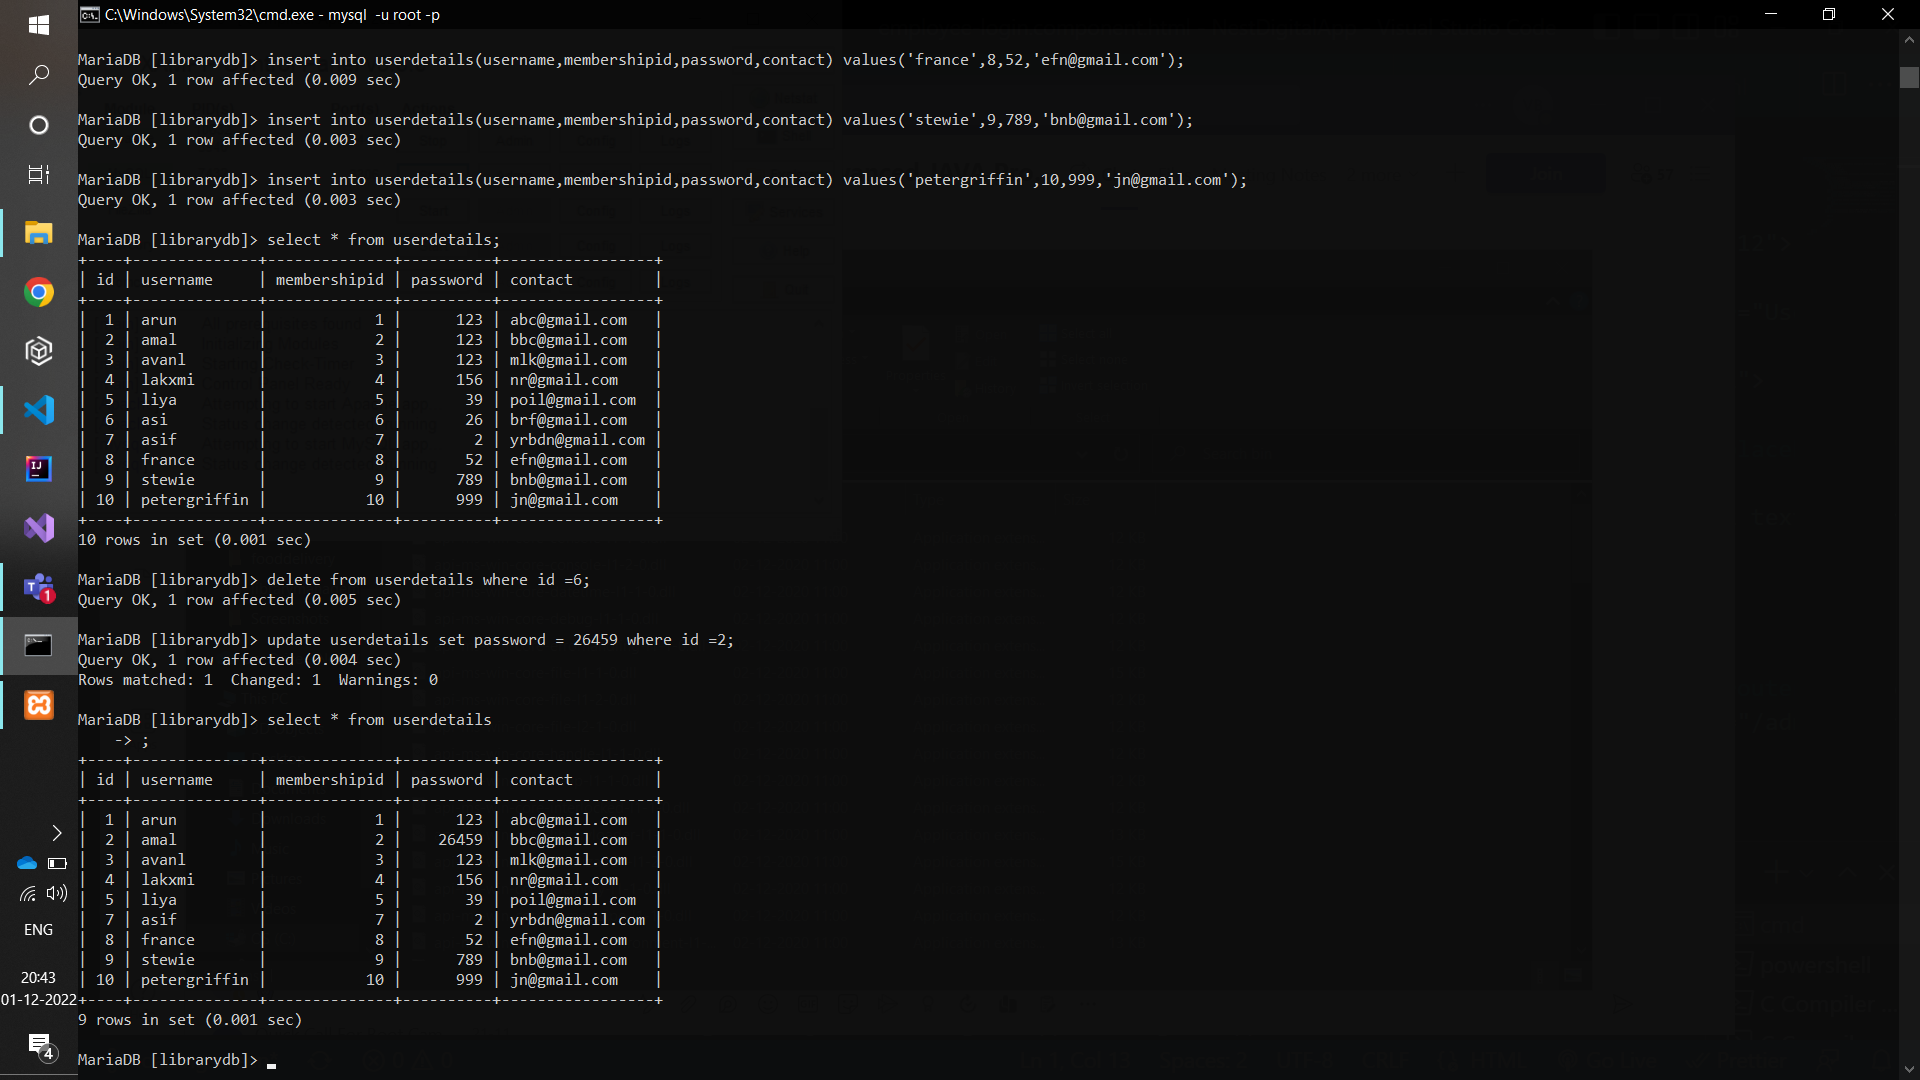 C:\Windows\System32\cmd.exe - mysql  -u root -p
MariaDB [librarydb]> insert into userdetails(username,membershipid,password,contact) values('france',8,52,'efn@gmail.com');
Query OK, 1 row affected (0.009 sec)
MariaDB [librarydb]> insert into userdetails(username,membershipid,password,contact) values('stewie',9,789,'bnb@gmail.com');
Query OK, 1 row affected (0.003 sec)
MariaDB [librarydb]> insert into userdetails(username,membershipid,password,contact) values('petergriffin',10,999,'jn@gmail.com');
Query OK, 1 row affected (0.003 sec)
MariaDB [librarydb]> select * from userdetails;
+----+--------------+--------------+----------+-----------------+
| id | username     | membershipid | password | contact         |
+----+--------------+--------------+----------+-----------------+
|  1 | arun         |            1 |      123 | abc@gmail.com   |
|  2 | amal         |            2 |      123 | bbc@gmail.com   |
|  3 | avanl        |            3 |      123 | mlk@gmail.com   |
|  4 | lakxmi       |            4 |      156 | nr@gmail.com    |
|  5 | liya         |            5 |       39 | poil@gmail.com  |
|  6 | asi          |            6 |       26 | brf@gmail.com   |
|  7 | asif         |            7 |        2 | yrbdn@gmail.com |
|  8 | france       |            8 |       52 | efn@gmail.com   |
|  9 | stewie       |            9 |      789 | bnb@gmail.com   |
| 10 | petergriffin |           10 |      999 | jn@gmail.com    |
+----+--------------+--------------+----------+-----------------+
10 rows in set (0.001 sec)
MariaDB [librarydb]> delete from userdetails where id =6;
Query OK, 1 row affected (0.005 sec)
MariaDB [librarydb]> update userdetails set password = 26459 where id =2;
Query OK, 1 row affected (0.004 sec)
Rows matched: 1  Changed: 1  Warnings: 0
MariaDB [librarydb]> select * from userdetails
    -> ;
+----+--------------+--------------+----------+-----------------+
| id | username     | membershipid | password | contact         |
+----+--------------+--------------+----------+-----------------+
|  1 | arun         |            1 |      123 | abc@gmail.com   |
|  2 | amal         |            2 |    26459 | bbc@gmail.com   |
|  3 | avanl        |            3 |      123 | mlk@gmail.com   |
|  4 | lakxmi       |            4 |      156 | nr@gmail.com    |
|  5 | liya         |            5 |       39 | poil@gmail.com  |
|  7 | asif         |            7 |        2 | yrbdn@gmail.com |
|  8 | france       |            8 |       52 | efn@gmail.com   |
|  9 | stewie       |            9 |      789 | bnb@gmail.com   |
| 10 | petergriffin |           10 |      999 | jn@gmail.com    |
+----+--------------+--------------+----------+-----------------+
9 rows in set (0.001 sec)
MariaDB [librarydb]>
IJ
T 1
ENG
20:43
01-12-2022
4